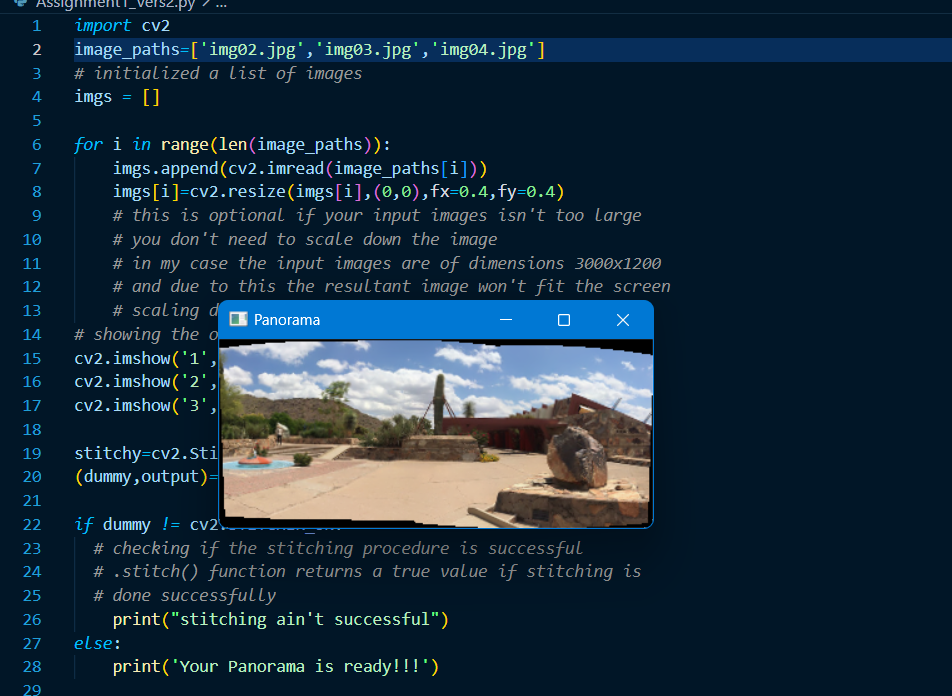 Assignment1_vers2.py > ...
1 import cv2
2 image_paths=['img02.jpg','img03.jpg','img04.jpg']
3 # initialized a list of images
4 imgs = []
5
6 for i in range(len(image_paths)):
7 imgs.append(cv2.imread(image_paths[i]))
8 imgs[i]=cv2.resize(imgs[i],(0,0),fx=0.4,fy=0.4)
9 # this is optional if your input images isn't too large
10 # you don't need to scale down the image
11 # in my case the input images are of dimensions 3000x1200
12 # and due to this the resultant image won't fit the screen
13 # scaling d
Panorama
14 # showing the o
15 cv2.imshow('1',
16 cv2.imshow('2',
17 cv2.imshow('3',
18
19 stitchy=cv2.Sti
20 (dummy,output)=
21
22 if dummy != cv2.
23 # checking if the stitching procedure is successful
24 # .stitch() function returns a true value if stitching is
25 # done successfully
26 print("stitching ain't successful")
27 else:
28 print('Your Panorama is ready!!!')
29